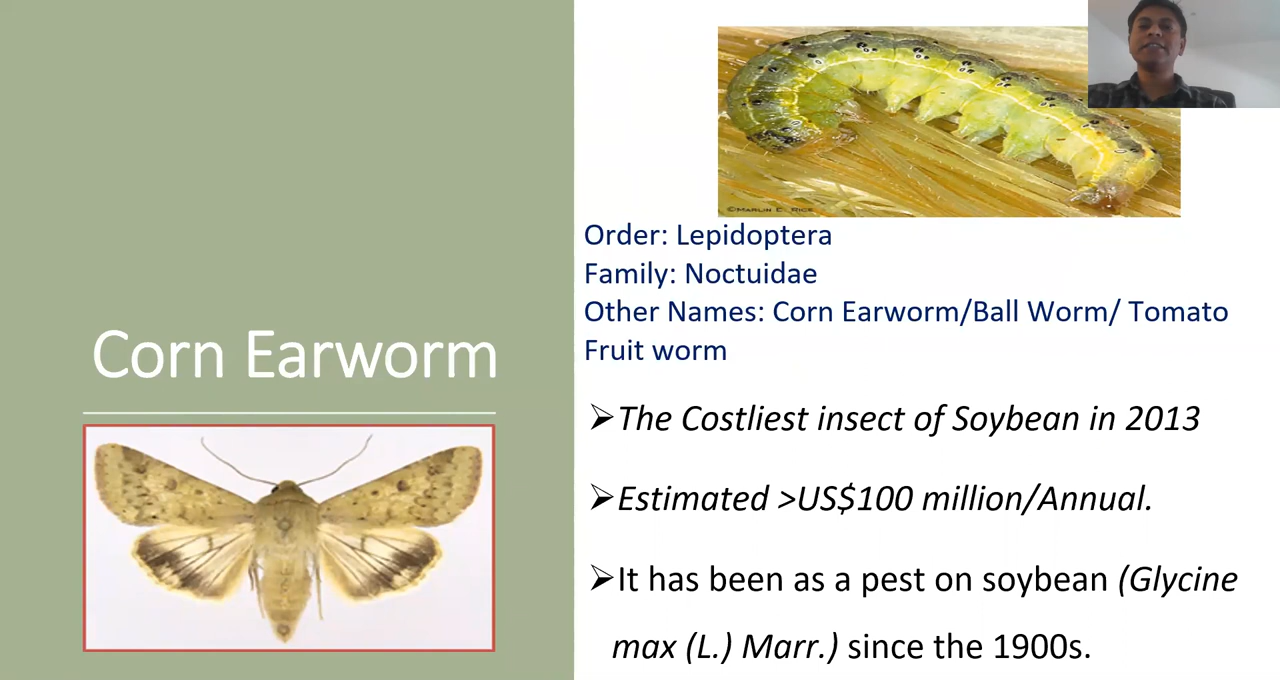 ©Marlin E. Rice
Order: Lepidoptera
Family: Noctuidae
Other Names: Corn Earworm/Ball Worm/ Tomato
Fruit worm
Corn Earworm
➢The Costliest insect of Soybean in 2013
➢Estimated >US$100 million/Annual.
➢It has been as a pest on soybean (Glycine
max (L.) Marr.) since the 1900s.